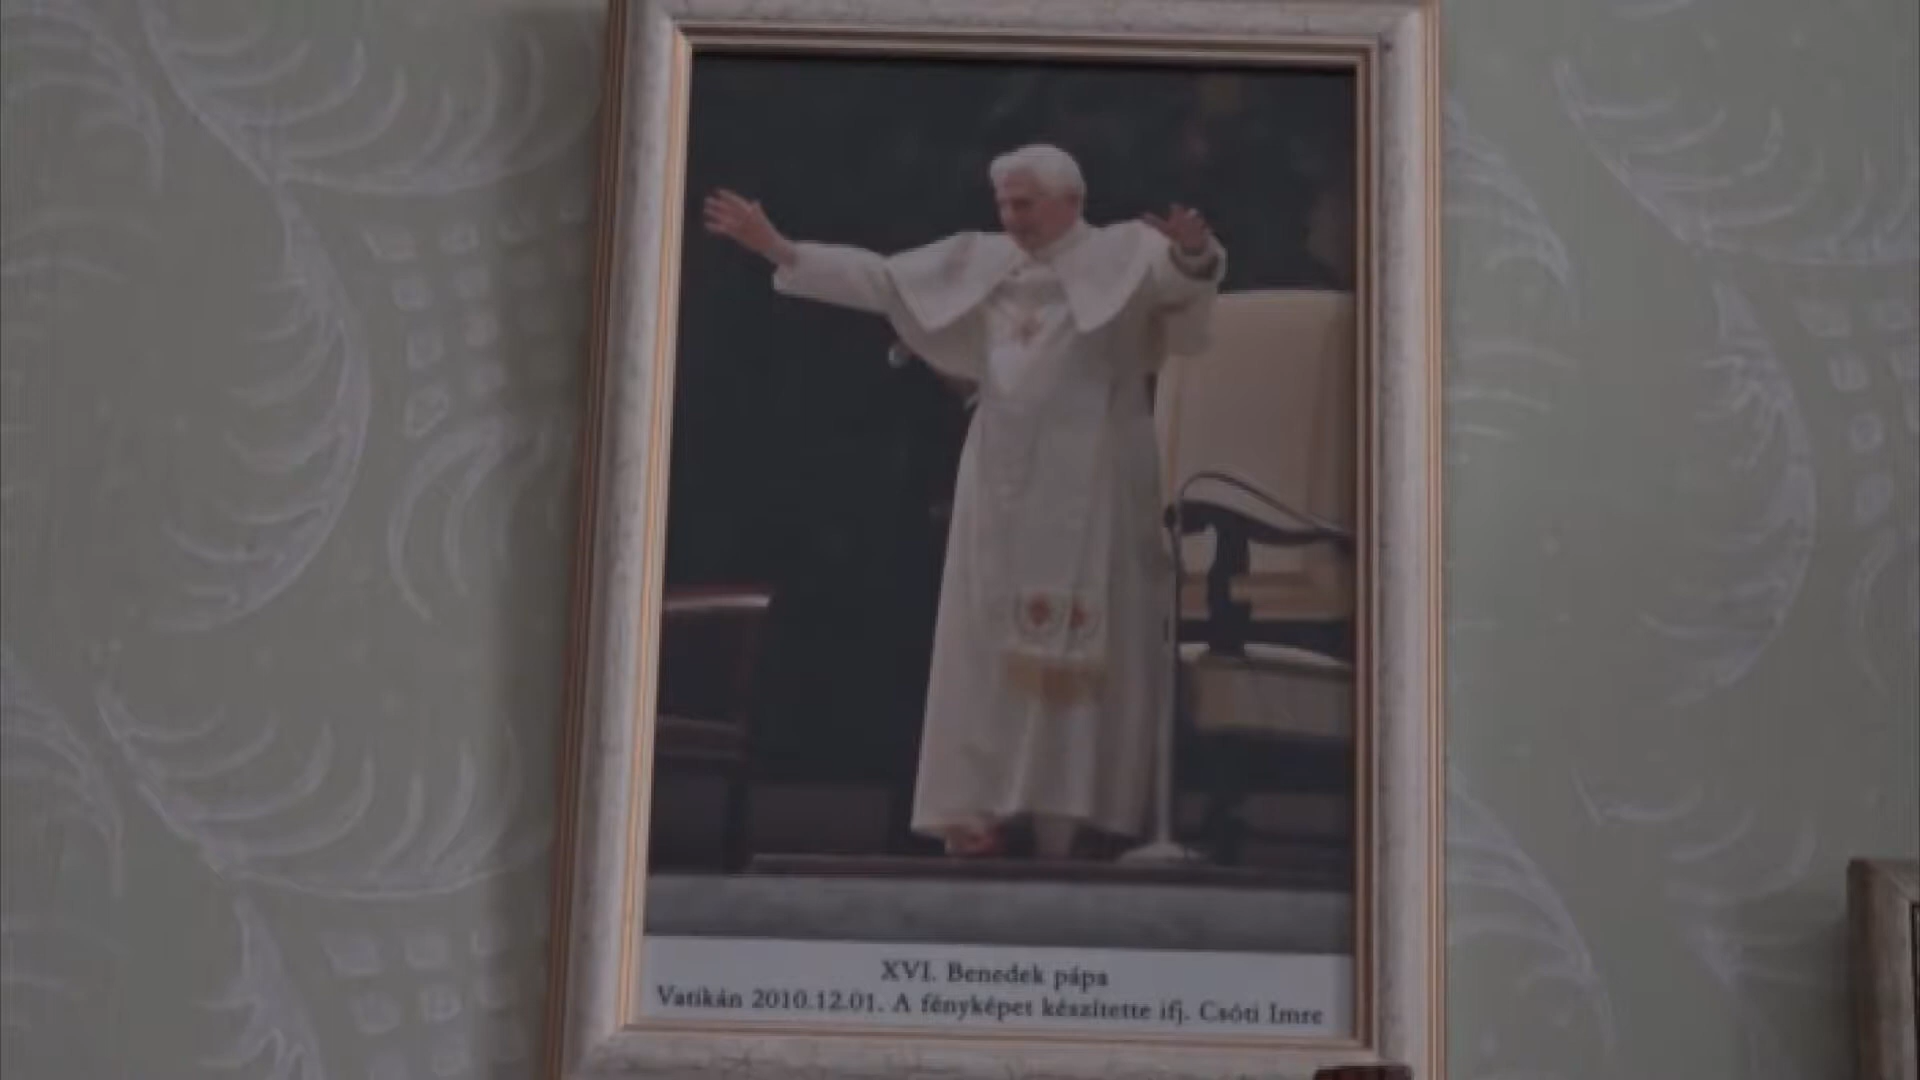 XVI. Benedek pápa
Vatikán 2010.12.01. A fényképet készítette ifj. Csóti Imre